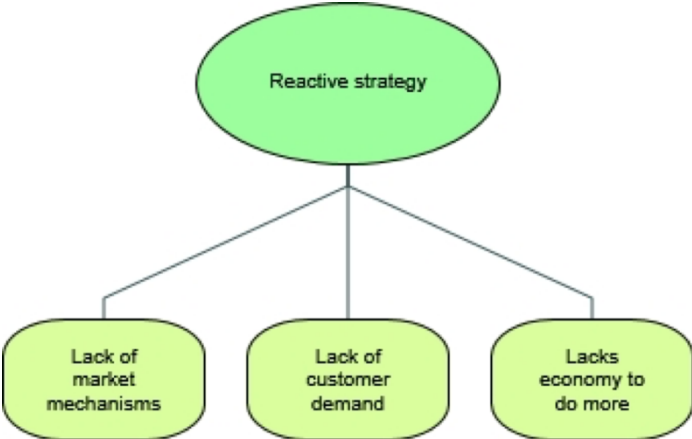 Reactive strategy
Lack of
market
mechanisms
Lack of
customer
demand
Lacks
economy to
do more